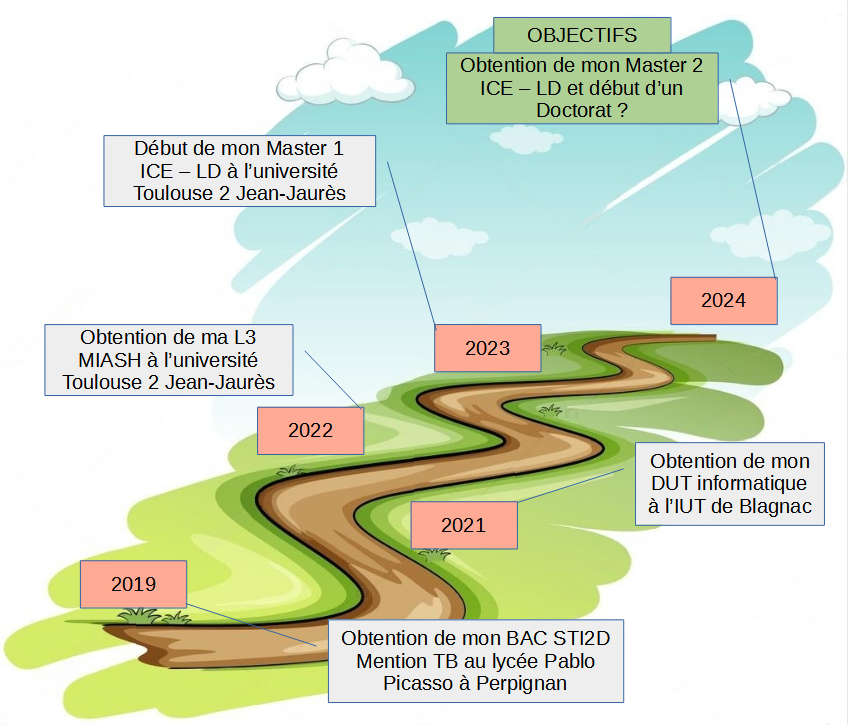 OBJECTIFS
Obtention de mon Master 2
ICE – LD et début d’un
Doctorat ?
Début de mon Master 1
ICE – LD à l’université
Toulouse 2 Jean-Jaurès
2024
2023
Obtention de ma L3
MIASH à l’université
Toulouse 2 Jean-Jaurès
2022
Obtention de mon
DUT informatique
à l’IUT de Blagnac
2021
2019
Obtention de mon BAC STI2D
Mention TB au lycée Pablo
Picasso à Perpignan